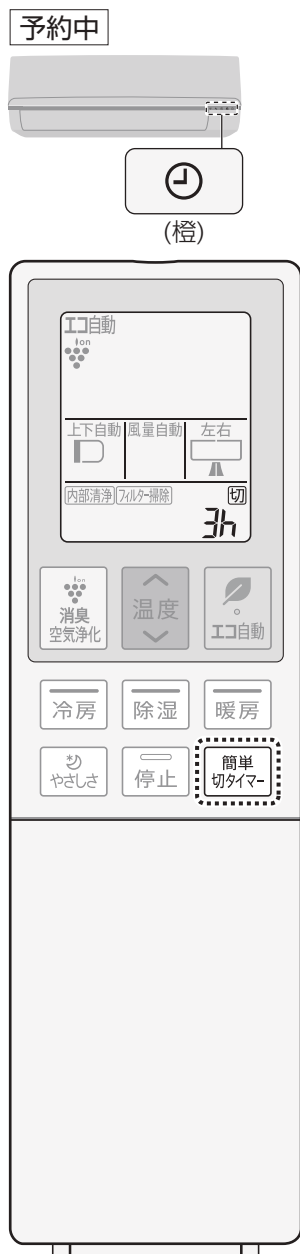 予約中
(橙)
エコ自動
ion
上下自動 風量自動 左右
内部清浄 フィルター掃除 切
3h
ion
消臭
空気浄化
温度
エコ自動
冷房 除湿 暖房
やさしさ 停止 簡単
切タイマー